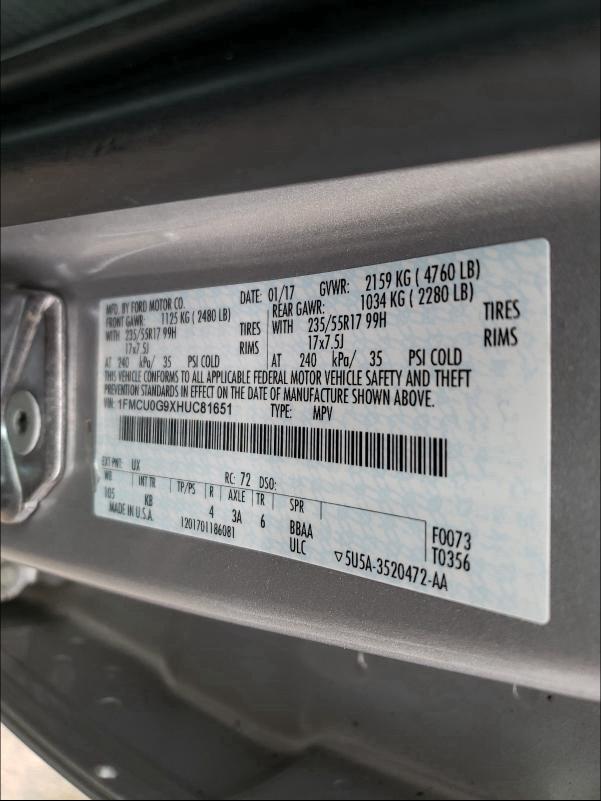 MFD. BY FORD MOTOR CO.
DATE: 01/17 GVWR: 2159 KG ( 4760 LB)
FRONT GAWR: 1125 KG ( 2480 LB) REAR GAWR: 1034 KG ( 2280 LB)
WITH 235/55R17 99H TIRES WITH 235/55R17 99H TIRES
17x7.5J RIMS 17x7.5J RIMS
AT 240 kPa/ 35 PSI COLD AT 240 kPa/ 35 PSI COLD
THIS VEHICLE CONFORMS TO ALL APPLICABLE FEDERAL MOTOR VEHICLE SAFETY AND THEFT
PREVENTION STANDARDS IN EFFECT ON THE DATE OF MANUFACTURE SHOWN ABOVE.
VIN: 1FMCU0G9XHUC81651 TYPE: MPV
EXT PNT: UX RC: 72 DSO:
WB INT TR TP/PS R AXLE TR SPR
105 KB 4 3A 6 BBAA F0073
MADE IN U.S.A. 1201701186081 ULC T0356
▽5U5A-3520472-AA